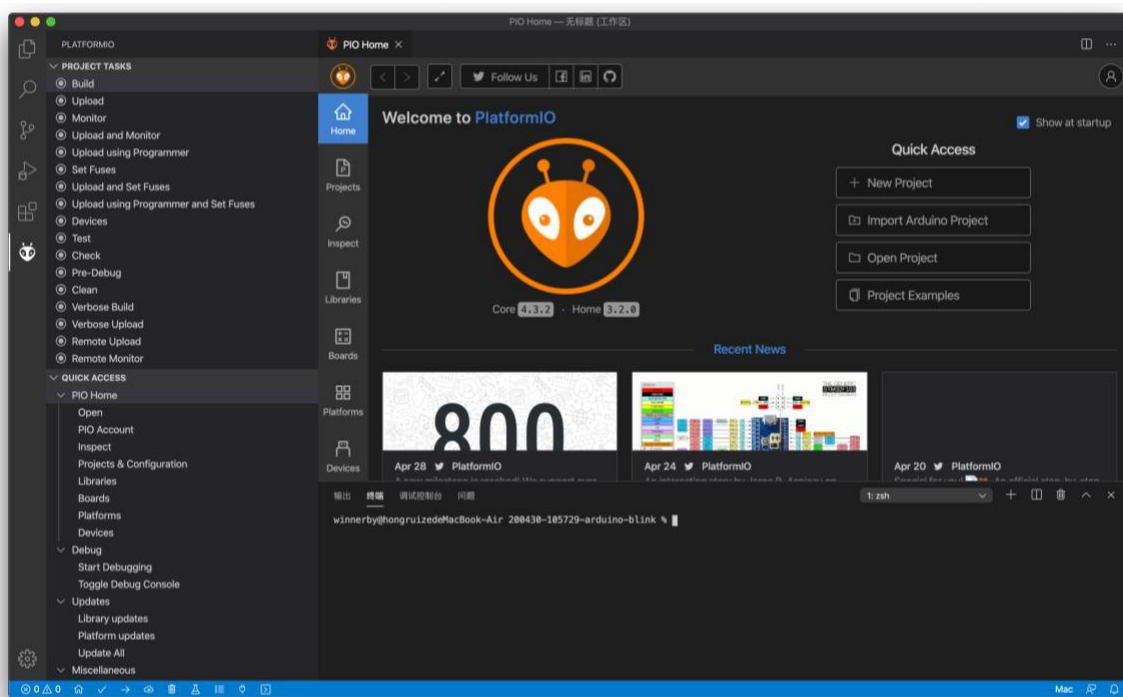 PIO Home — 无标题 (工作区)
PLATFORMIO
PROJECT TASKS
Build
Upload
Monitor
Upload and Monitor
Upload using Programmer
Set Fuses
Upload and Set Fuses
Upload using Programmer and Set Fuses
Devices
Test
Check
Pre-Debug
Clean
Verbose Build
Verbose Upload
Remote Upload
Remote Monitor
QUICK ACCESS
PIO Home
Open
PIO Account
Inspect
Projects & Configuration
Libraries
Boards
Platforms
Devices
Debug
Start Debugging
Toggle Debug Console
Updates
Library updates
Platform updates
Update All
Miscellaneous
PIO Home
Follow Us
Home
Projects
Inspect
Libraries
Boards
Platforms
Devices
Welcome to PlatformIO
Show at startup
Core 4.3.2 · Home 3.2.0
Quick Access
New Project
Import Arduino Project
Open Project
Project Examples
Recent News
800
Apr 28 PlatformIO
Apr 24 PlatformIO
Apr 20 PlatformIO
输出 终端 调试控制台 问题
1: zsh
winnerby@hongruizedeMacBook-Air 200430-105729-arduino-blink %
0 0
Mac